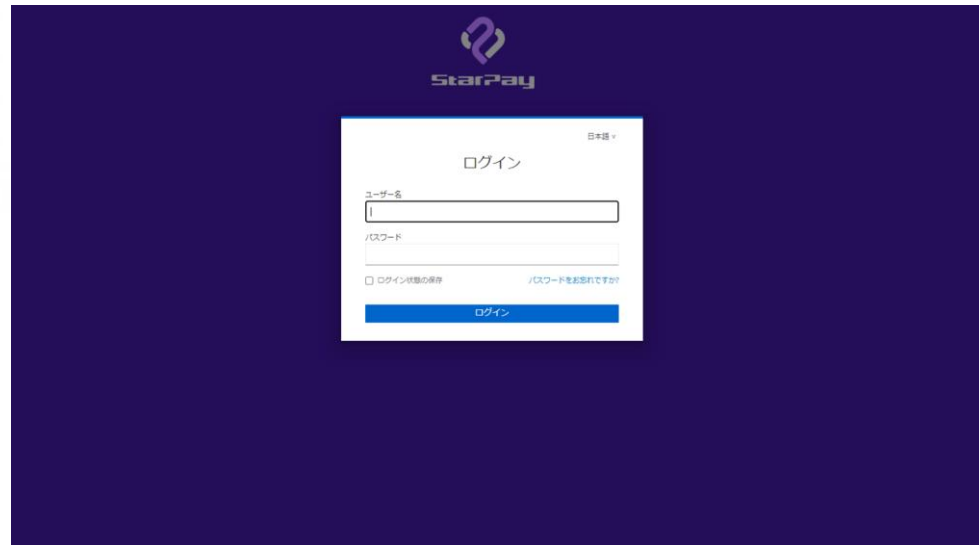 StarPay
日本語
ログイン
ユーザー名
パスワード
ログイン状態の保存
パスワードをお忘れですか?
ログイン